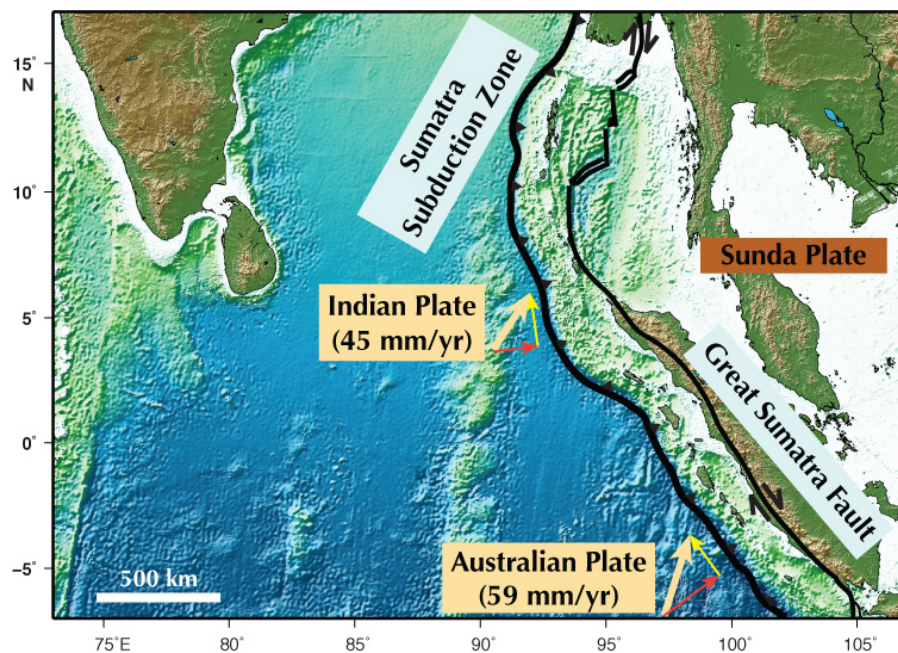 15°
N
10°
5°
0°
−5°
Sumatra
Subduction Zone
Sunda Plate
Indian Plate
(45 mm/yr)
Great Sumatra Fault
Australian Plate
(59 mm/yr)
500 km
75°E
80°
85°
90°
95°
100°
105°